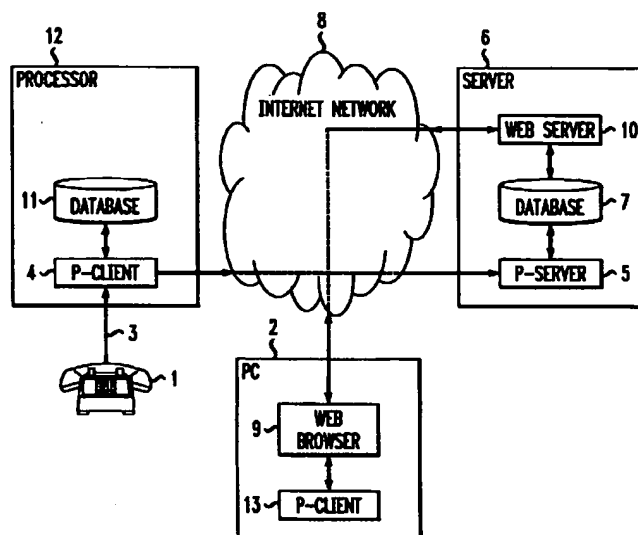 12
PROCESSOR
11
DATABASE
4
P-CLIENT
3
1
8
INTERNET NETWORK
6
SERVER
WEB SERVER
10
DATABASE
7
P-SERVER
5
2
PC
9
WEB
BROWSER
13
P-CLIENT